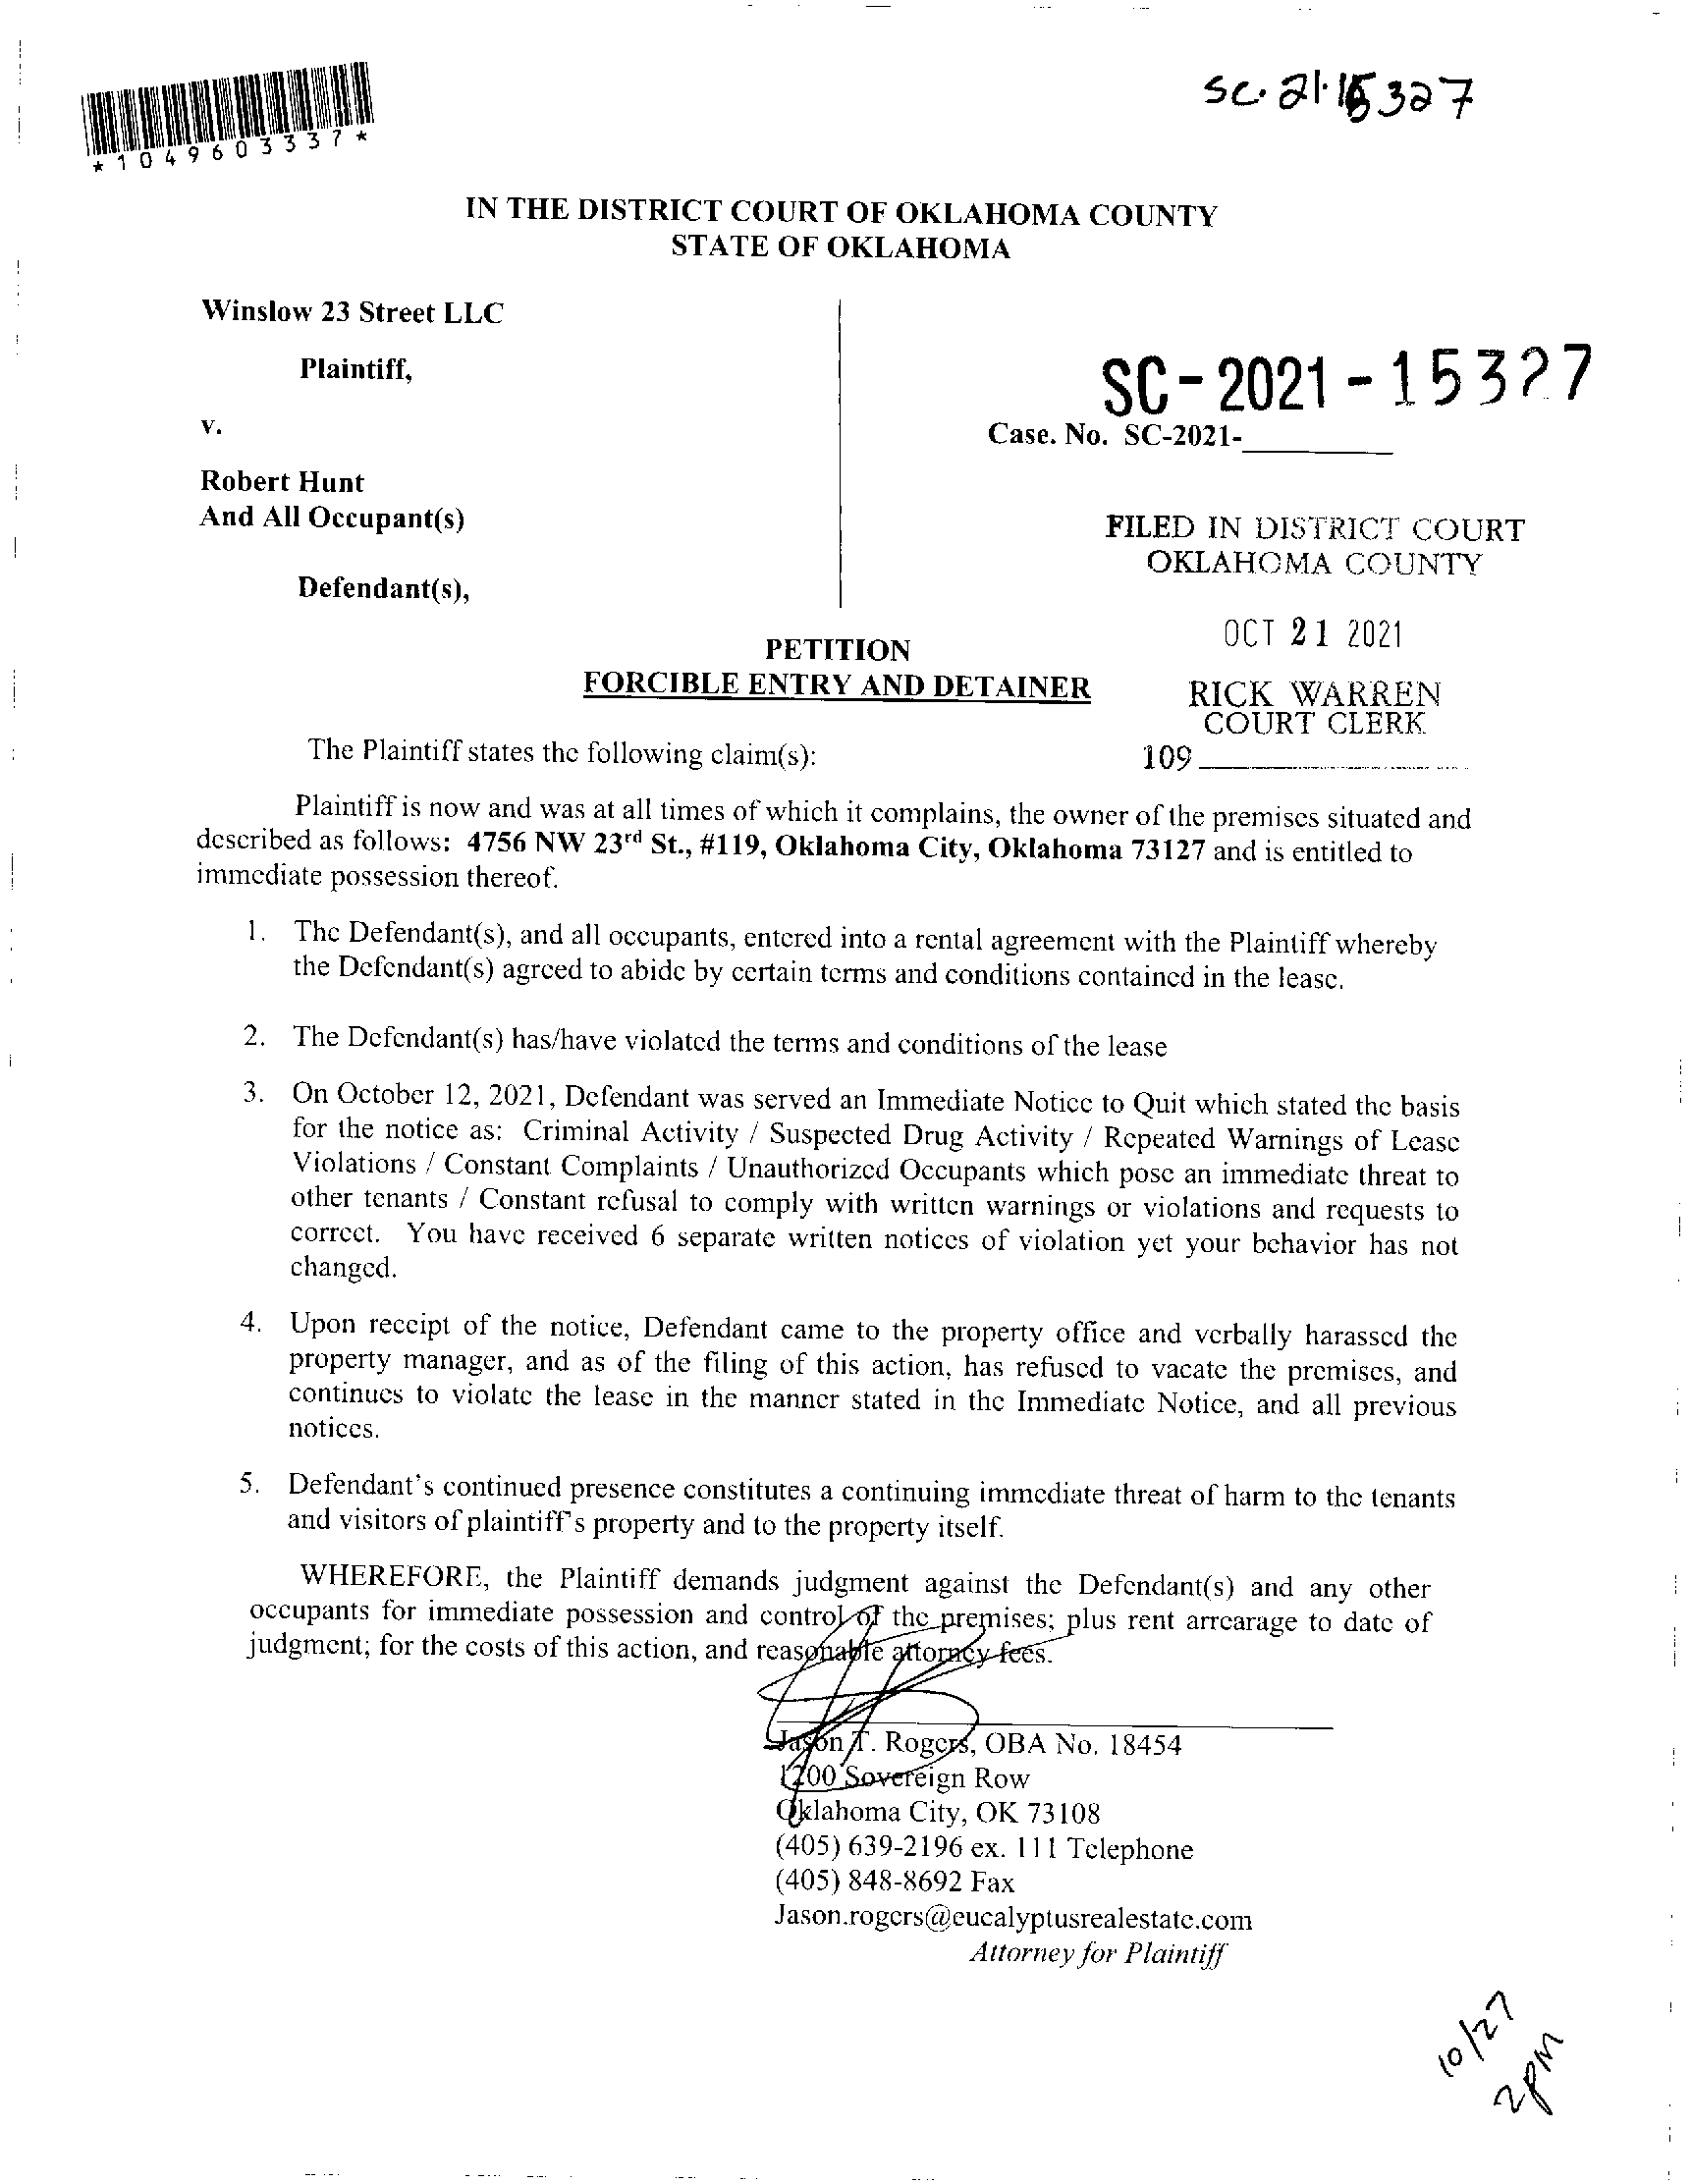 *1049603337*
SC-21-15327
IN THE DISTRICT COURT OF OKLAHOMA COUNTY
STATE OF OKLAHOMA
Winslow 23 Street LLC
Plaintiff,
v.
Robert Hunt
And All Occupant(s)
Defendant(s),
SC-2021-15327
Case. No. SC-2021-________
FILED IN DISTRICT COURT
OKLAHOMA COUNTY
OCT 21 2021
RICK WARREN
COURT CLERK
109
PETITION
FORCIBLE ENTRY AND DETAINER
The Plaintiff states the following claim(s):
Plaintiff is now and was at all times of which it complains, the owner of the premises situated and
described as follows: 4756 NW 23rd St., #119, Oklahoma City, Oklahoma 73127 and is entitled to
immediate possession thereof.
1. The Defendant(s), and all occupants, entered into a rental agreement with the Plaintiff whereby
the Defendant(s) agreed to abide by certain terms and conditions contained in the lease.
2. The Defendant(s) has/have violated the terms and conditions of the lease
3. On October 12, 2021, Defendant was served an Immediate Notice to Quit which stated the basis
for the notice as: Criminal Activity / Suspected Drug Activity / Repeated Warnings of Lease
Violations / Constant Complaints / Unauthorized Occupants which pose an immediate threat to
other tenants / Constant refusal to comply with written warnings or violations and requests to
correct. You have received 6 separate written notices of violation yet your behavior has not
changed.
4. Upon receipt of the notice, Defendant came to the property office and verbally harassed the
property manager, and as of the filing of this action, has refused to vacate the premises, and
continues to violate the lease in the manner stated in the Immediate Notice, and all previous
notices.
5. Defendant's continued presence constitutes a continuing immediate threat of harm to the tenants
and visitors of plaintiff's property and to the property itself.
WHEREFORE, the Plaintiff demands judgment against the Defendant(s) and any other
occupants for immediate possession and control of the premises; plus rent arrearage to date of
judgment; for the costs of this action, and reasonable attorney fees.
Jason T. Rogers, OBA No. 18454
1200 Sovereign Row
Oklahoma City, OK 73108
(405) 639-2196 ex. 111 Telephone
(405) 848-8692 Fax
Jason.rogers@eucalyptusrealestate.com
Attorney for Plaintiff
10/27
2PM